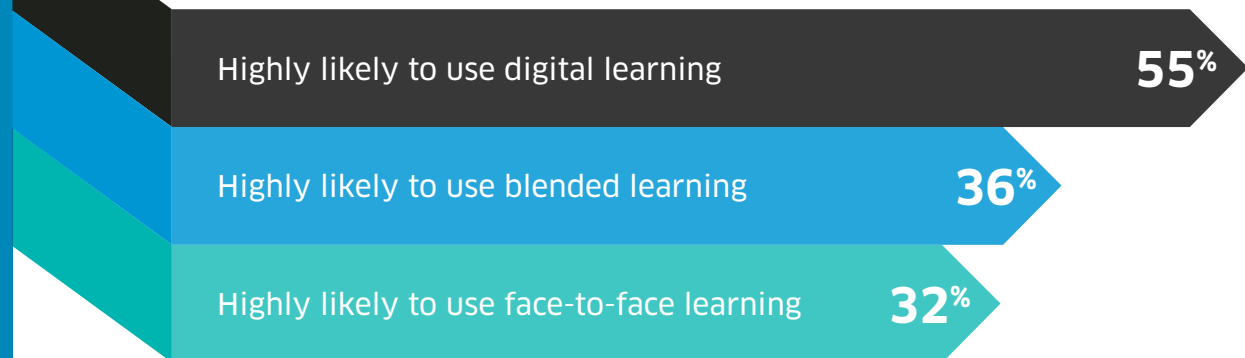 Highly likely to use digital learning 55%
Highly likely to use blended learning 36%
Highly likely to use face-to-face learning 32%